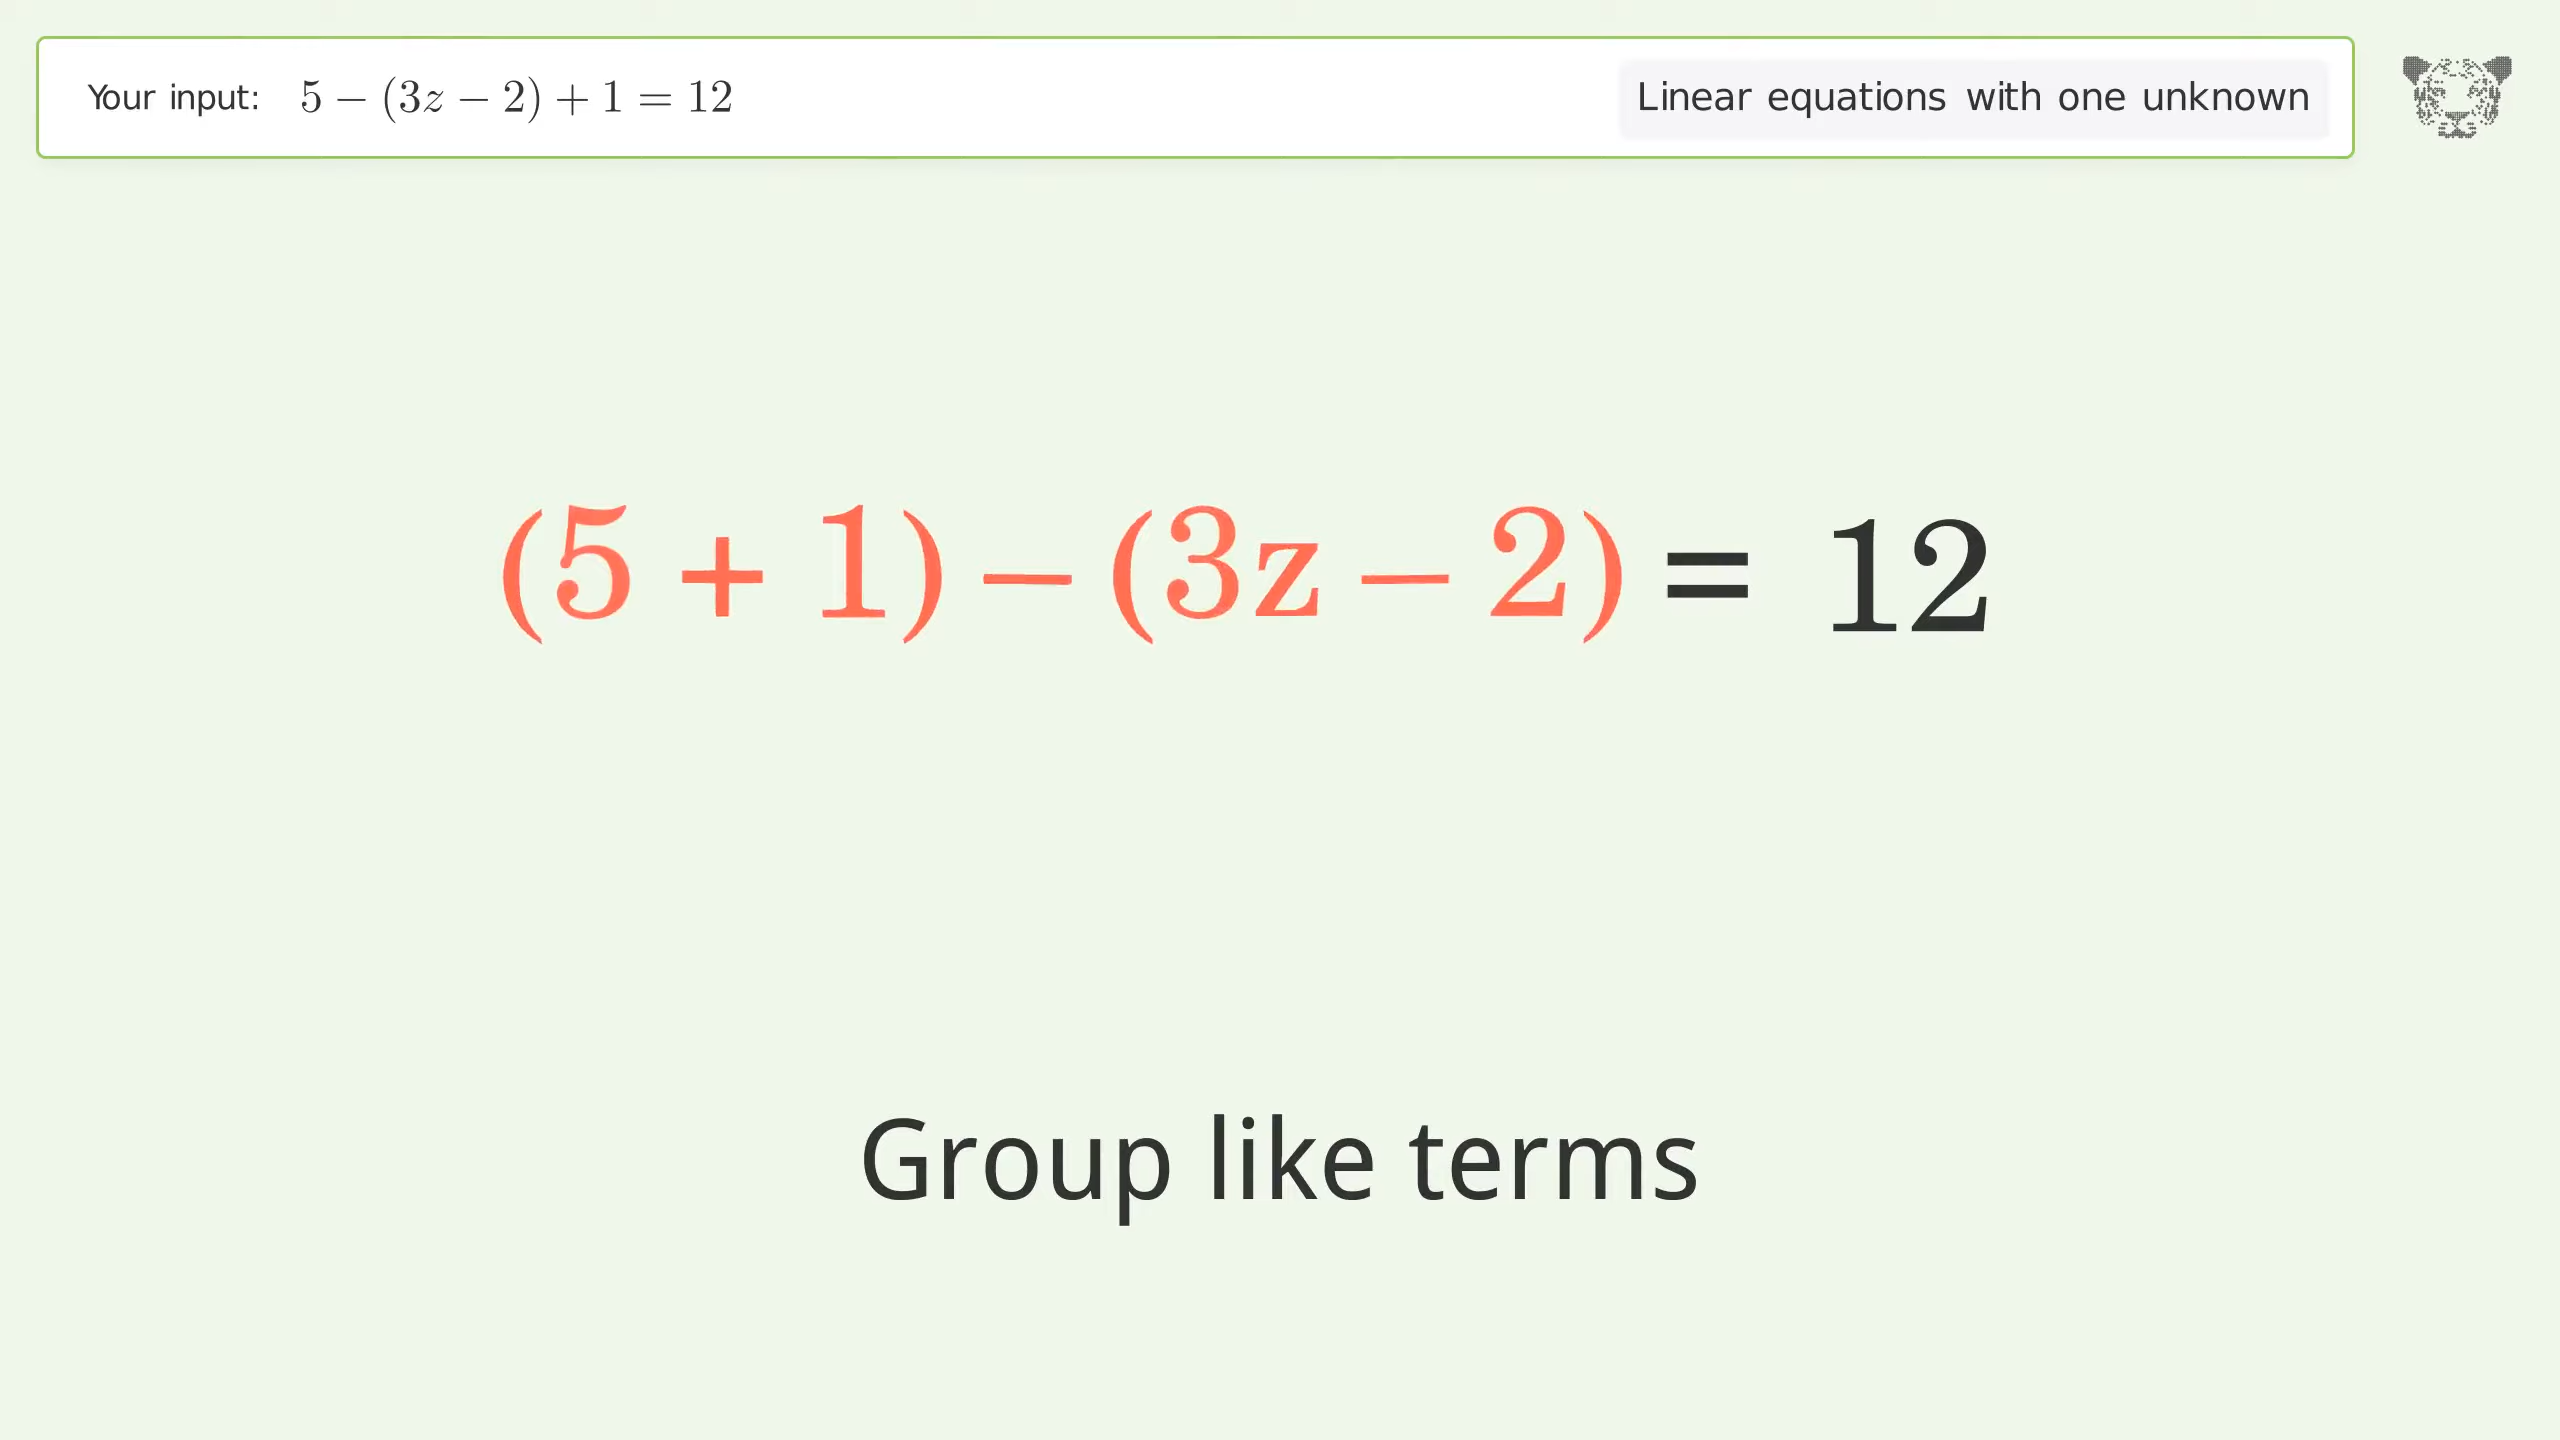 Your input: 5 − (3z − 2) + 1 = 12
Linear equations with one unknown
(5 + 1) − (3z − 2) = 12
Group like terms